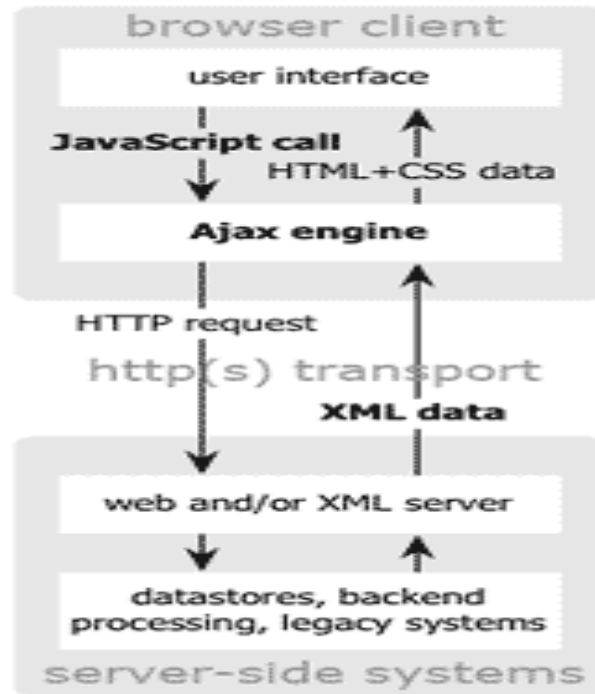 browser client
user interface
JavaScript call
HTML+CSS data
Ajax engine
HTTP request
http(s) transport
XML data
web and/or XML server
datastores, backend
processing, legacy systems
server-side systems